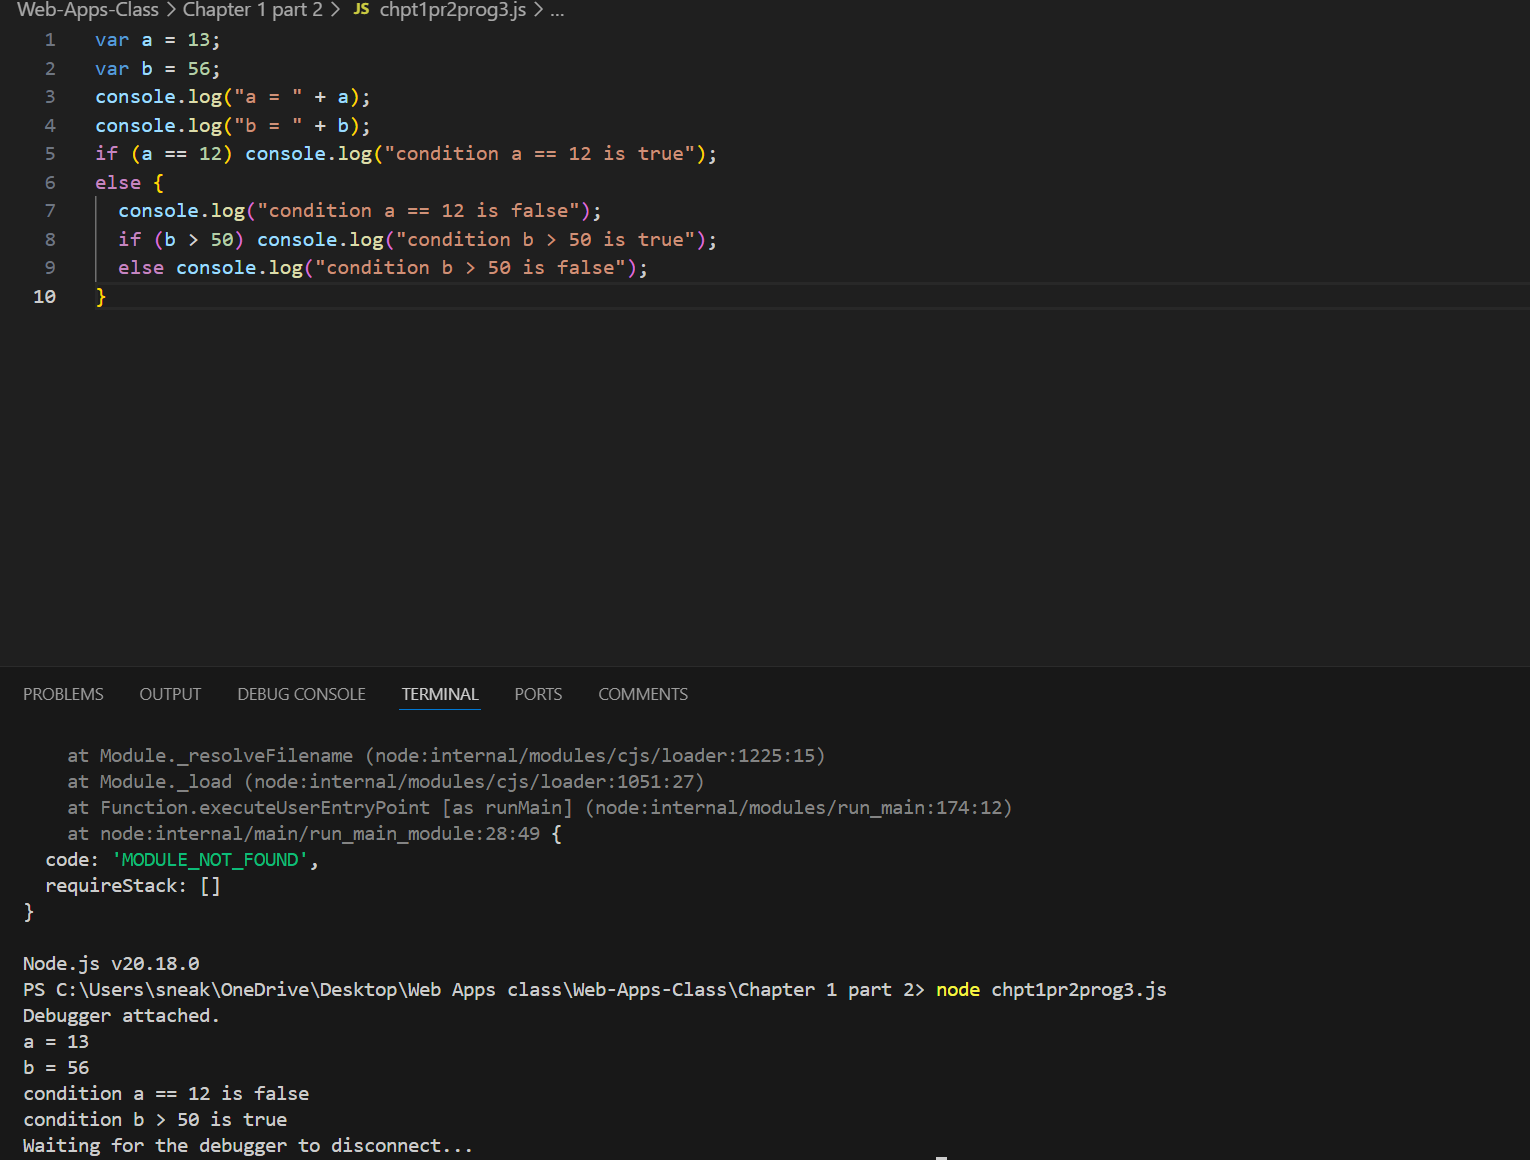 Web-Apps-Class > Chapter 1 part 2 > JS chpt1pr2prog3.js > ...
1 var a = 13;
2 var b = 56;
3 console.log("a = " + a);
4 console.log("b = " + b);
5 if (a == 12) console.log("condition a == 12 is true");
6 else {
7 console.log("condition a == 12 is false");
8 if (b > 50) console.log("condition b > 50 is true");
9 else console.log("condition b > 50 is false");
10 }
PROBLEMS OUTPUT DEBUG CONSOLE TERMINAL PORTS COMMENTS
at Module._resolveFilename (node:internal/modules/cjs/loader:1225:15)
at Module._load (node:internal/modules/cjs/loader:1051:27)
at Function.executeUserEntryPoint [as runMain] (node:internal/modules/run_main:174:12)
at node:internal/main/run_main_module:28:49 {
code: 'MODULE_NOT_FOUND',
requireStack: []
}
Node.js v20.18.0
PS C:\Users\sneak\OneDrive\Desktop\Web Apps class\Web-Apps-Class\Chapter 1 part 2> node chpt1pr2prog3.js
Debugger attached.
a = 13
b = 56
condition a == 12 is false
condition b > 50 is true
Waiting for the debugger to disconnect...